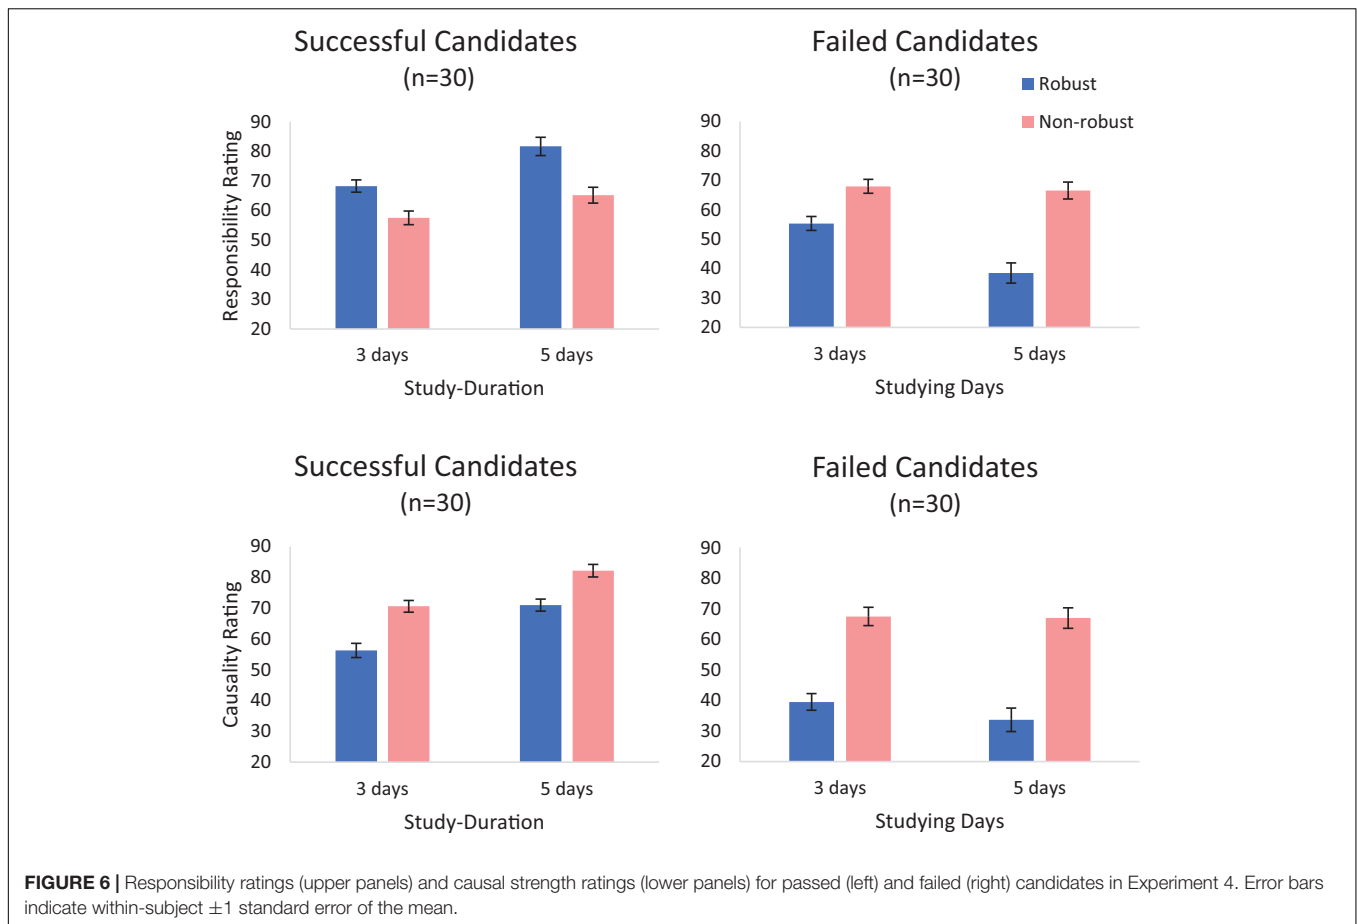 Successful Candidates
(n=30)
Responsibility Rating
90
80
70
60
50
40
30
20
3 days
5 days
Study-Duration
Failed Candidates
(n=30)
Robust
Non-robust
90
80
70
60
50
40
30
20
3 days
5 days
Studying Days
Successful Candidates
(n=30)
Causality Rating
90
80
70
60
50
40
30
20
3 days
5 days
Study-Duration
Failed Candidates
(n=30)
90
80
70
60
50
40
30
20
3 days
5 days
Studying Days
FIGURE 6 | Responsibility ratings (upper panels) and causal strength ratings (lower panels) for passed (left) and failed (right) candidates in Experiment 4. Error bars
indicate within-subject ±1 standard error of the mean.